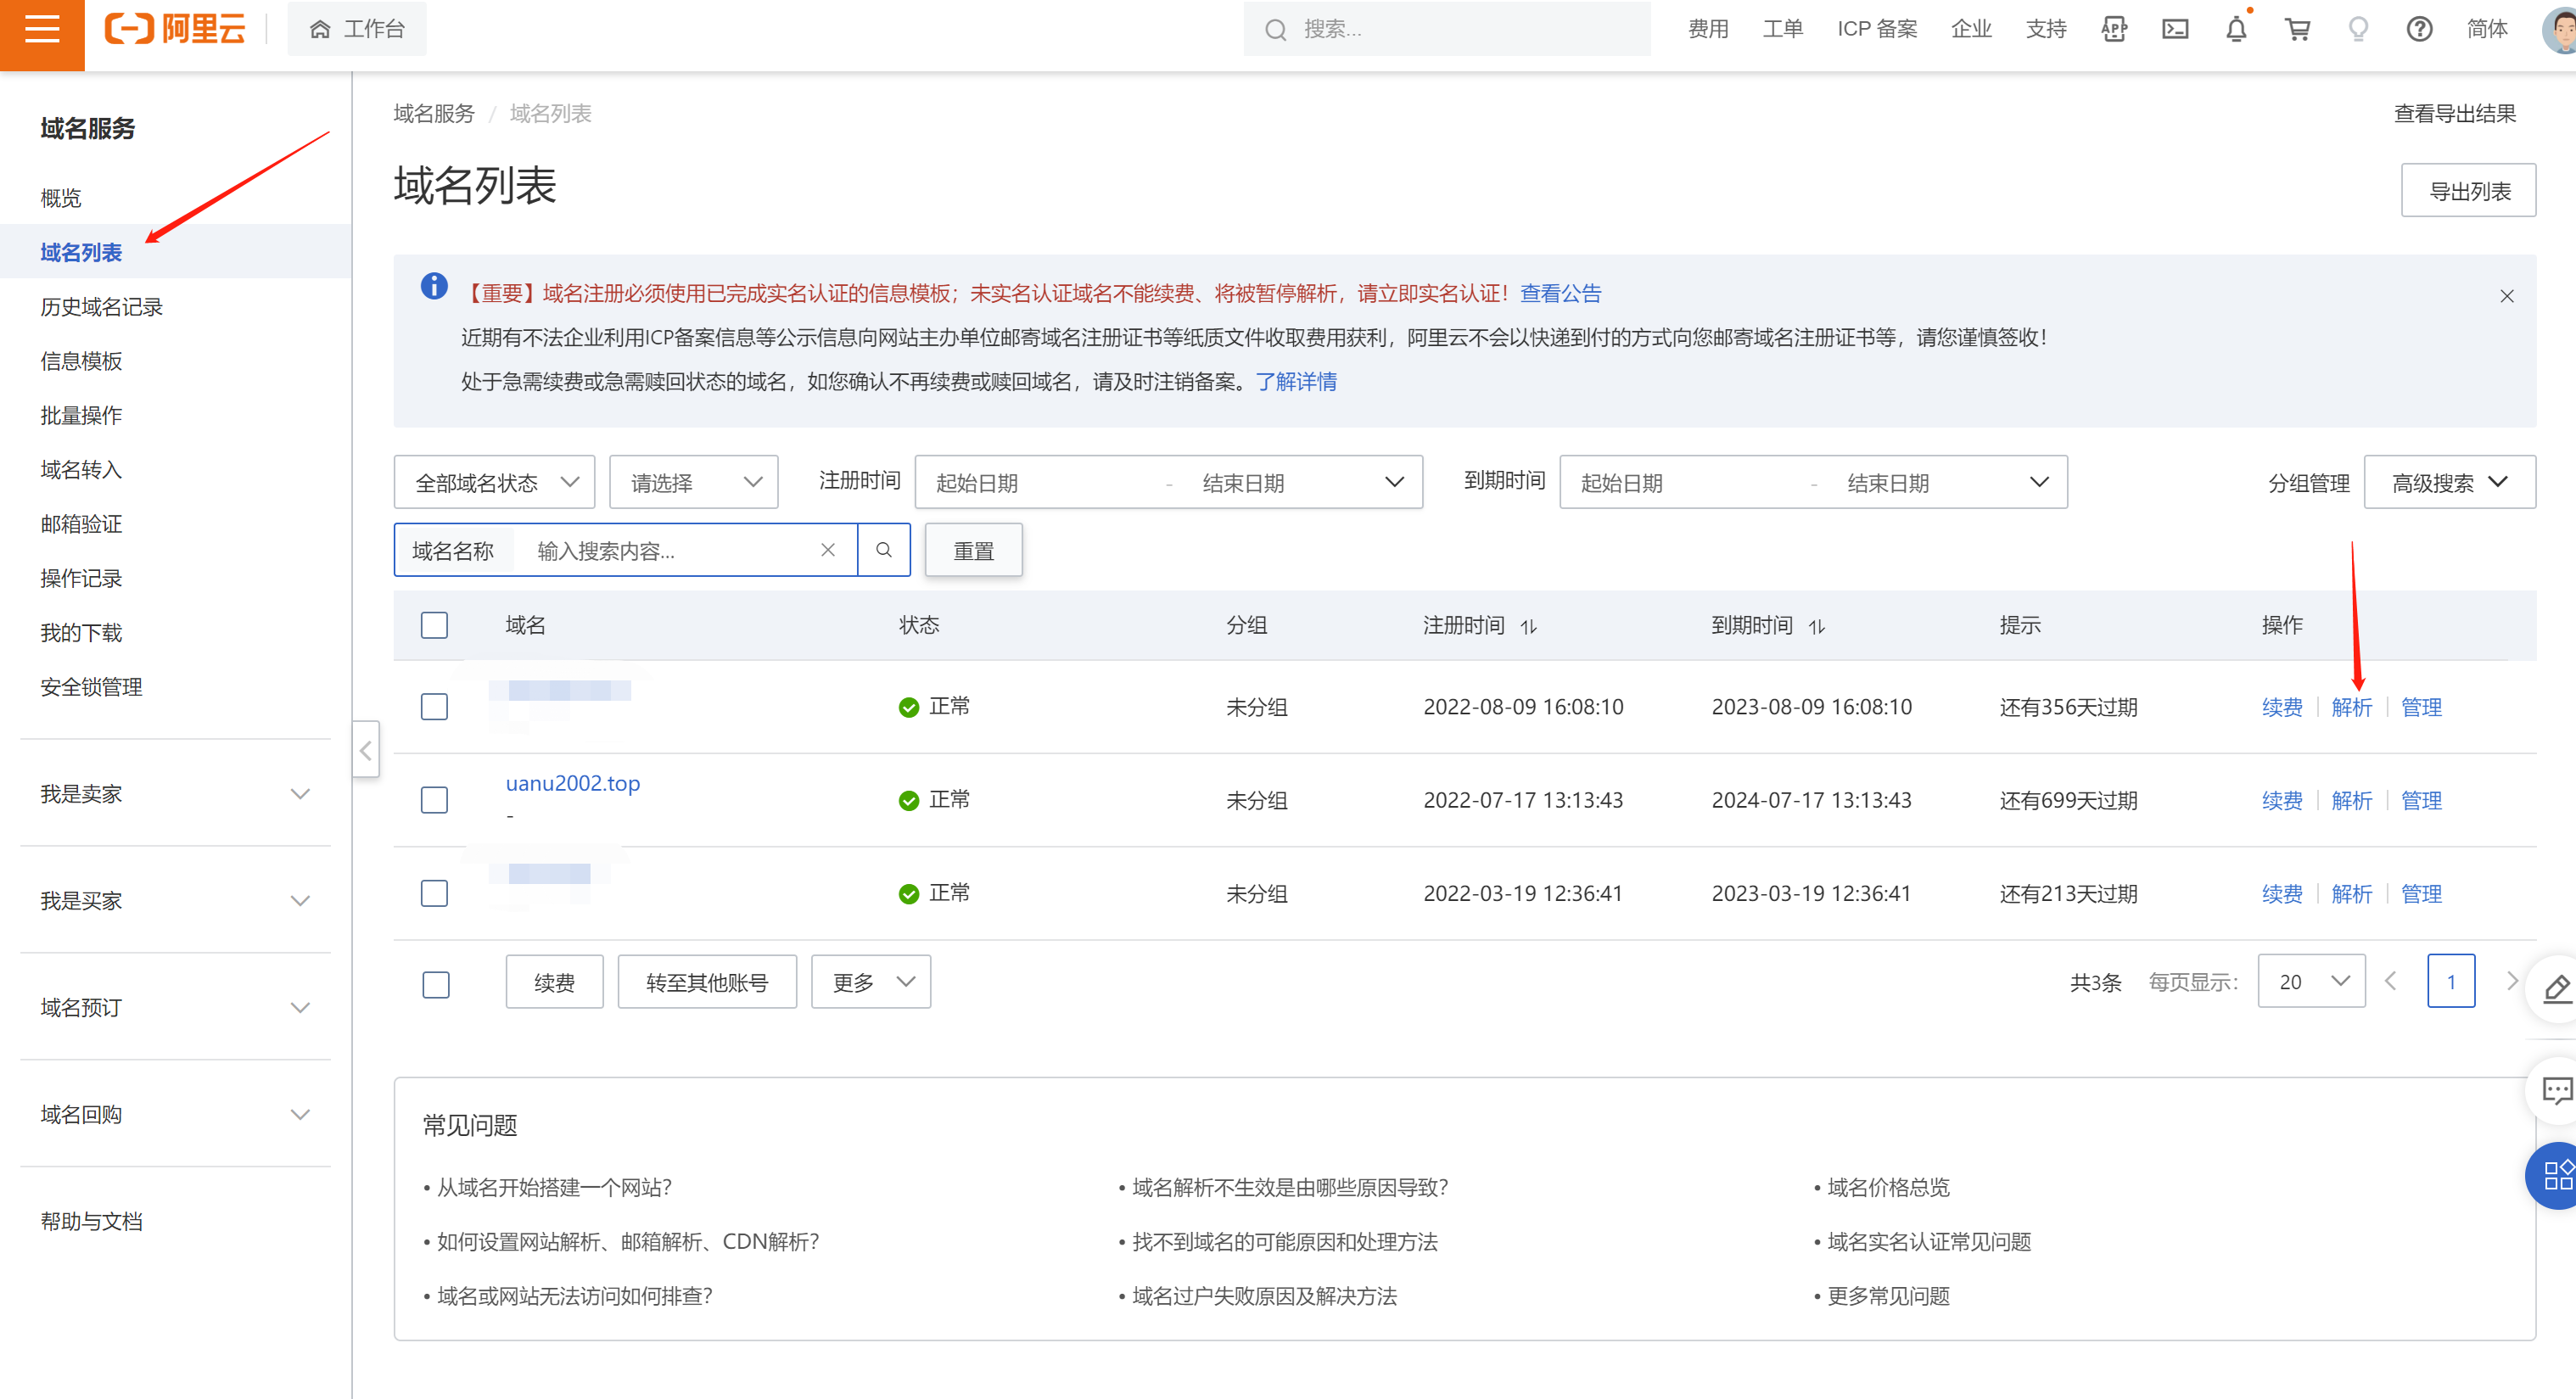 阿里云
工作台
搜索...
费用 工单 ICP 备案 企业 支持 APP 简体
域名服务
概览
域名列表
历史域名记录
信息模板
批量操作
域名转入
邮箱验证
操作记录
我的下载
安全锁管理
我是卖家
我是买家
域名预订
域名回购
帮助与文档
域名服务 / 域名列表
查看导出结果
域名列表
导出列表
【重要】域名注册必须使用已完成实名认证的信息模板；未实名认证域名不能续费、将被暂停解析，请立即实名认证！查看公告
近期有不法企业利用ICP备案信息等公示信息向网站主办单位邮寄域名注册证书等纸质文件收取费用获利，阿里云不会以快递到付的方式向您邮寄域名注册证书等，请您谨慎签收！
处于急需续费或急需赎回状态的域名，如您确认不再续费或赎回域名，请及时注销备案。了解详情
全部域名状态 请选择 注册时间 起始日期 - 结束日期 到期时间 起始日期 - 结束日期 分组管理 高级搜索
域名名称 输入搜索内容... 重置
域名 状态 分组 注册时间 到期时间 提示 操作
正常 未分组 2022-08-09 16:08:10 2023-08-09 16:08:10 还有356天过期 续费 解析 管理
uanu2002.top 正常 未分组 2022-07-17 13:13:43 2024-07-17 13:13:43 还有699天过期 续费 解析 管理
-
正常 未分组 2022-03-19 12:36:41 2023-03-19 12:36:41 还有213天过期 续费 解析 管理
续费 转至其他账号 更多 共3条 每页显示： 20 1
常见问题
• 从域名开始搭建一个网站？ • 域名解析不生效是由哪些原因导致？ • 域名价格总览
• 如何设置网站解析、邮箱解析、CDN解析？ • 找不到域名的可能原因和处理方法 • 域名实名认证常见问题
• 域名或网站无法访问如何排查？ • 域名过户失败原因及解决方法 • 更多常见问题